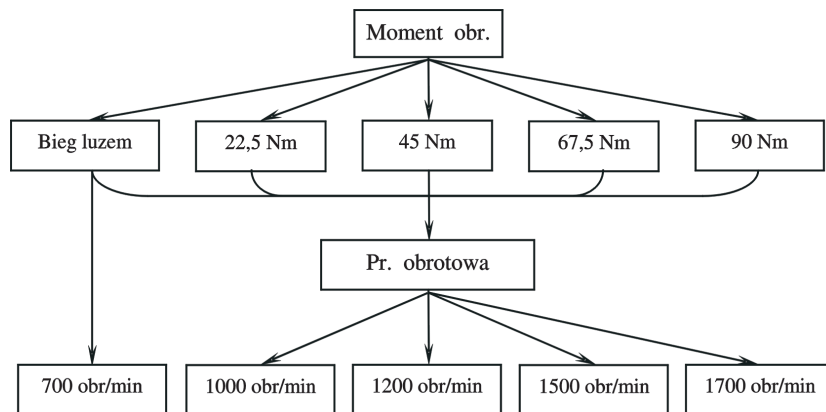 Moment obr.
Bieg luzem
22,5 Nm
45 Nm
67,5 Nm
90 Nm
Pr. obrotowa
700 obr/min
1000 obr/min
1200 obr/min
1500 obr/min
1700 obr/min